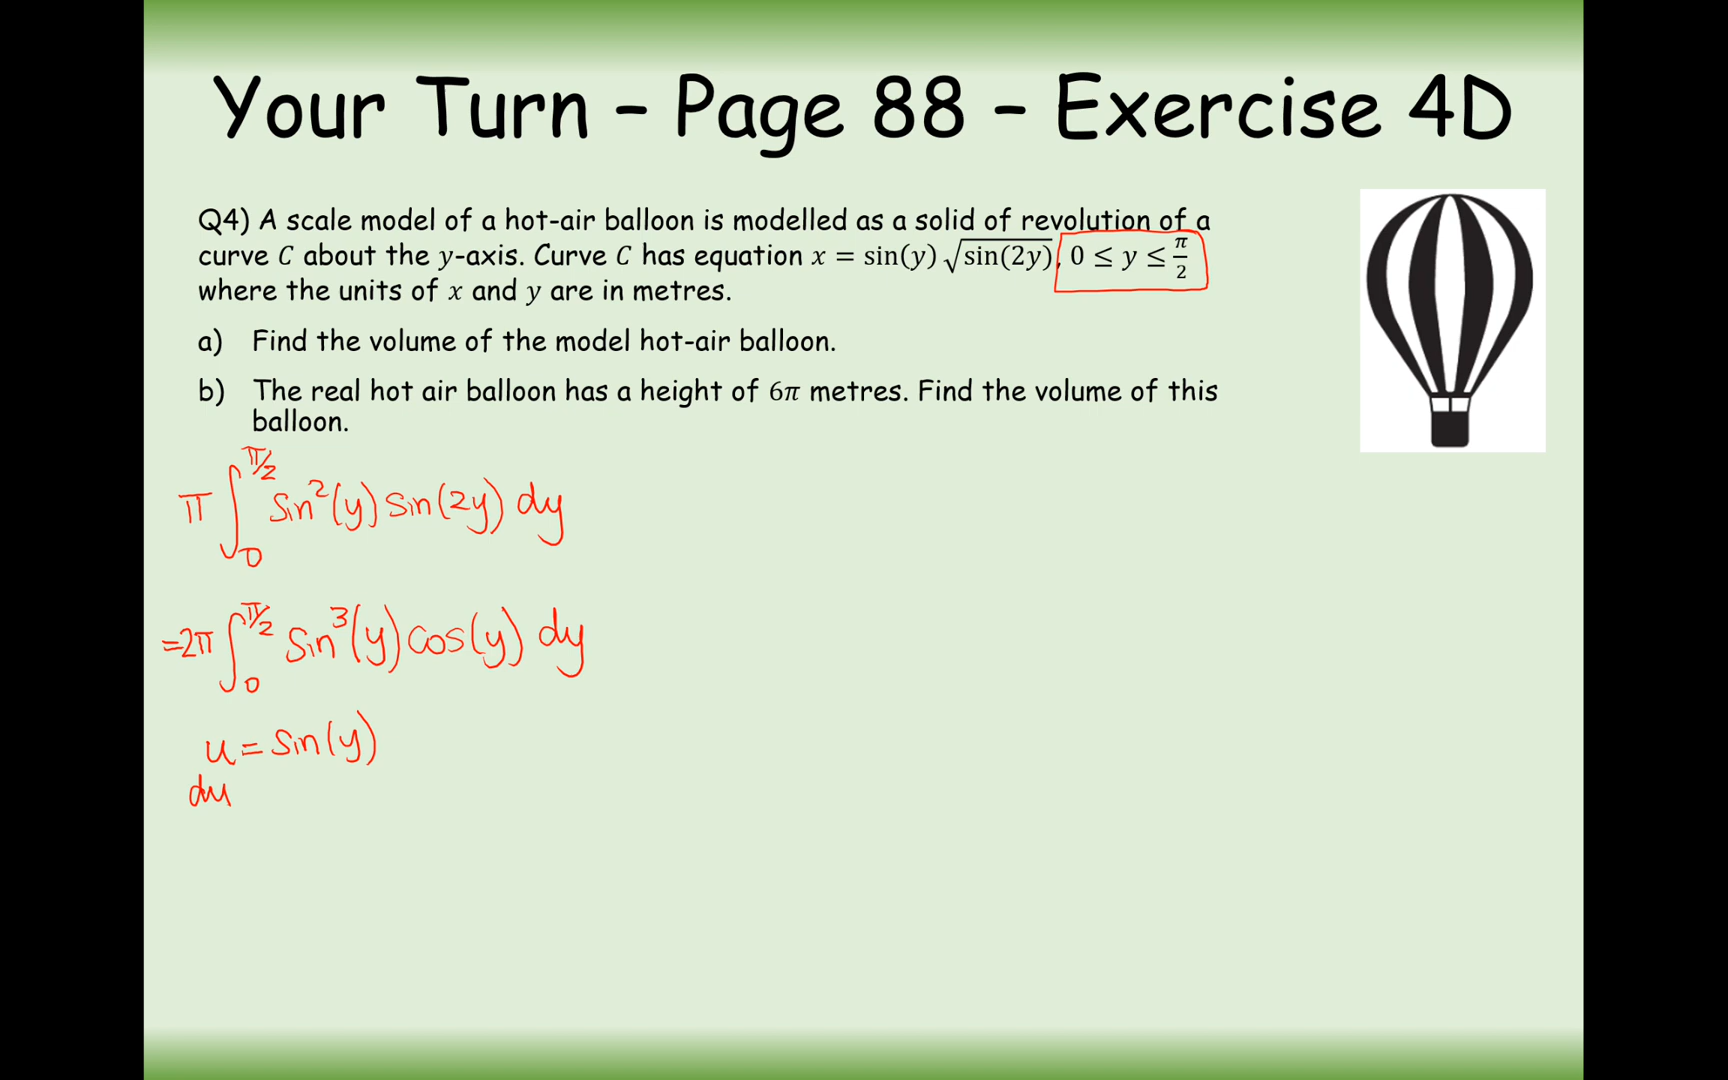 Your Turn – Page 88 – Exercise 4D
Q4) A scale model of a hot-air balloon is modelled as a solid of revolution of a
curve C about the y-axis. Curve C has equation x = sin(y) √sin(2y), 0 ≤ y ≤ π/2
where the units of x and y are in metres.
a) Find the volume of the model hot-air balloon.
b) The real hot air balloon has a height of 6π metres. Find the volume of this
balloon.
π ∫₀^(π/2) sin²(y) sin(2y) dy
=2π ∫₀^(π/2) sin³(y) cos(y) dy
u = sin(y)
du